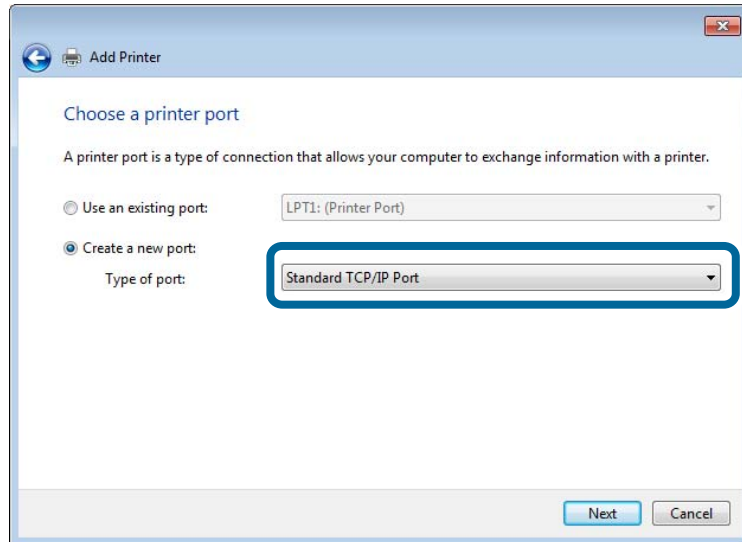 Add Printer
Choose a printer port
A printer port is a type of connection that allows your computer to exchange information with a printer.
Use an existing port: LPT1: (Printer Port)
Create a new port:
Type of port: Standard TCP/IP Port
Next Cancel